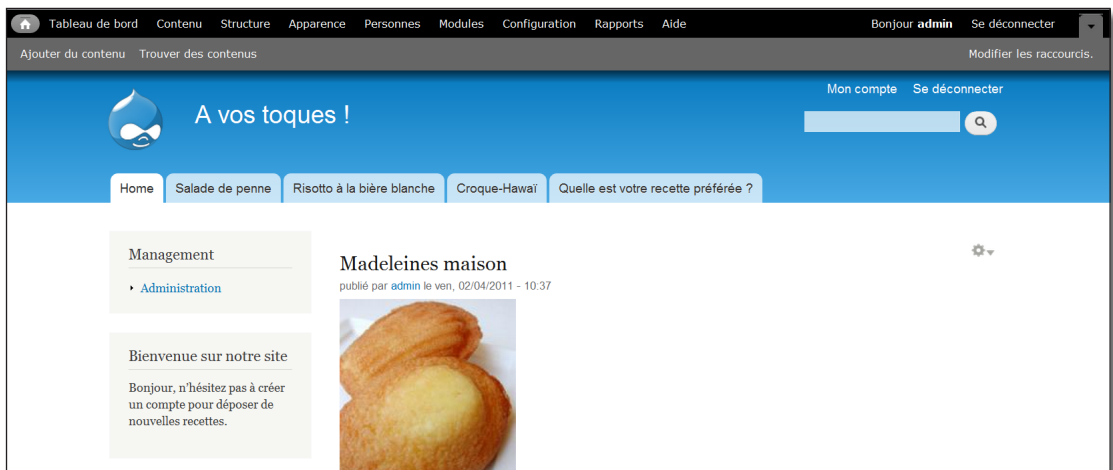 Tableau de bord Contenu Structure Apparence Personnes Modules Configuration Rapports Aide Bonjour admin Se déconnecter
Ajouter du contenu Trouver des contenus Modifier les raccourcis.
Mon compte Se déconnecter
A vos toques !
Home Salade de penne Risotto à la bière blanche Croque-Hawaï Quelle est votre recette préférée ?
Management
Administration
Bienvenue sur notre site
Bonjour, n'hésitez pas à créer
un compte pour déposer de
nouvelles recettes.
Madeleines maison
publié par admin le ven, 02/04/2011 - 10:37